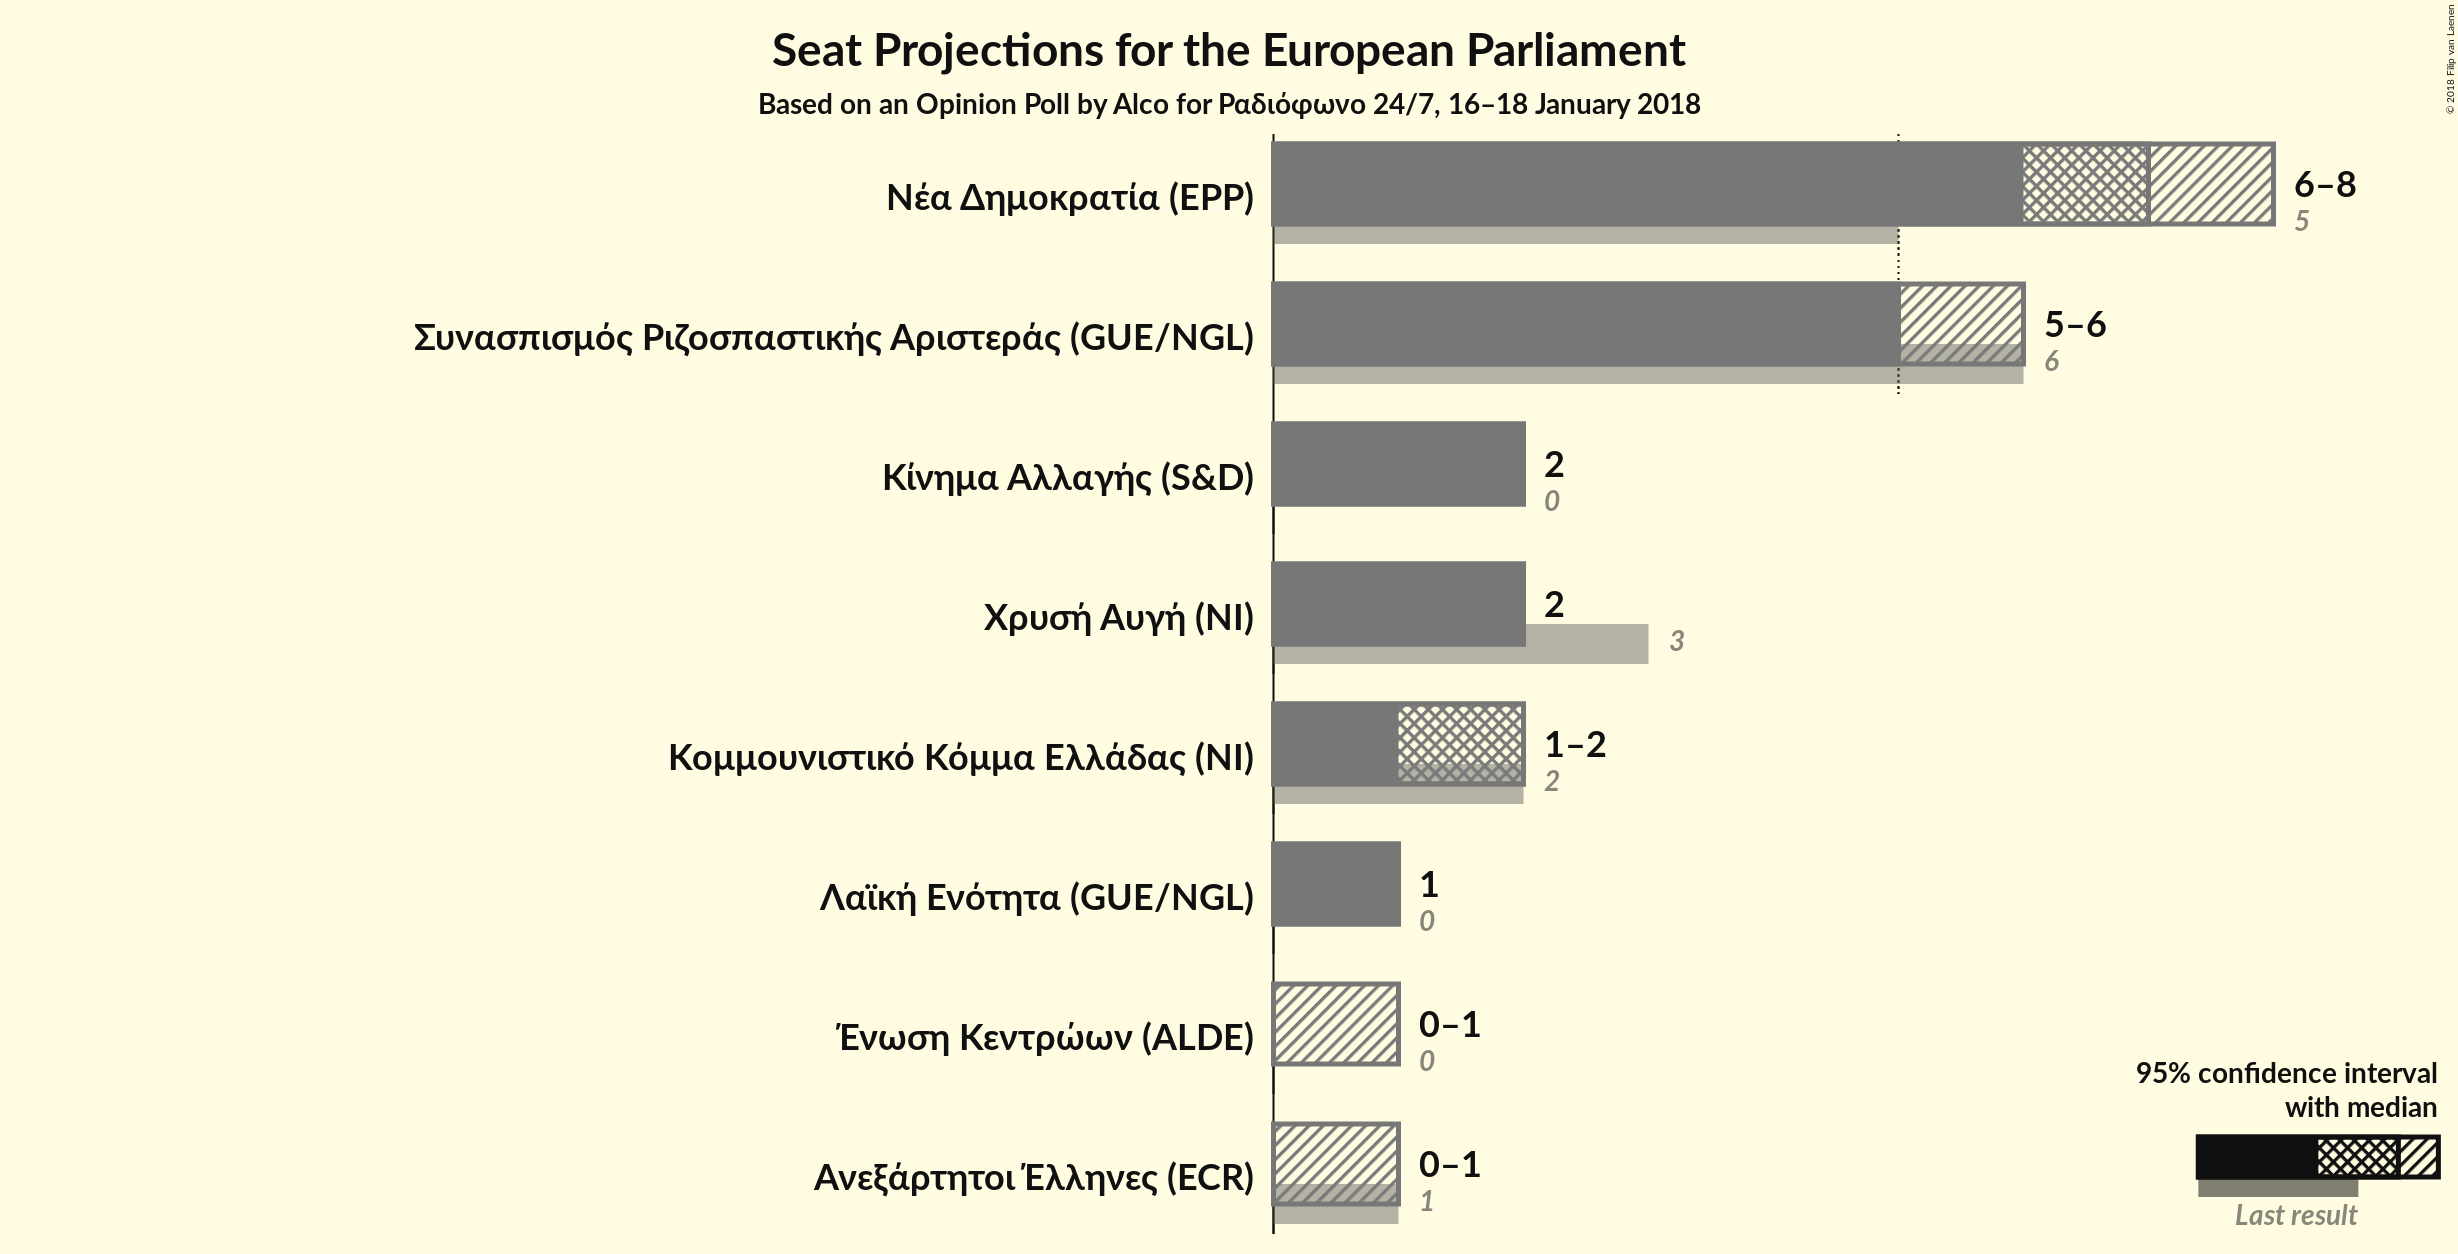 Seat Projections for the European Parliament
Based on an Opinion Poll by Alco for Ραδιόφωνο 24/7, 16–18 January 2018
© 2018 Filip van Laenen
Νέα Δημοκρατία (EPP)
6–8
5
Συνασπισμός Ριζοσπαστικής Αριστεράς (GUE/NGL)
5–6
6
Κίνημα Αλλαγής (S&D)
2
0
Χρυσή Αυγή (NI)
2
3
Κομμουνιστικό Κόμμα Ελλάδας (NI)
1–2
2
Λαϊκή Ενότητα (GUE/NGL)
1
0
Ένωση Κεντρώων (ALDE)
0–1
0
Ανεξάρτητοι Έλληνες (ECR)
0–1
1
95% confidence interval
with median
Last result